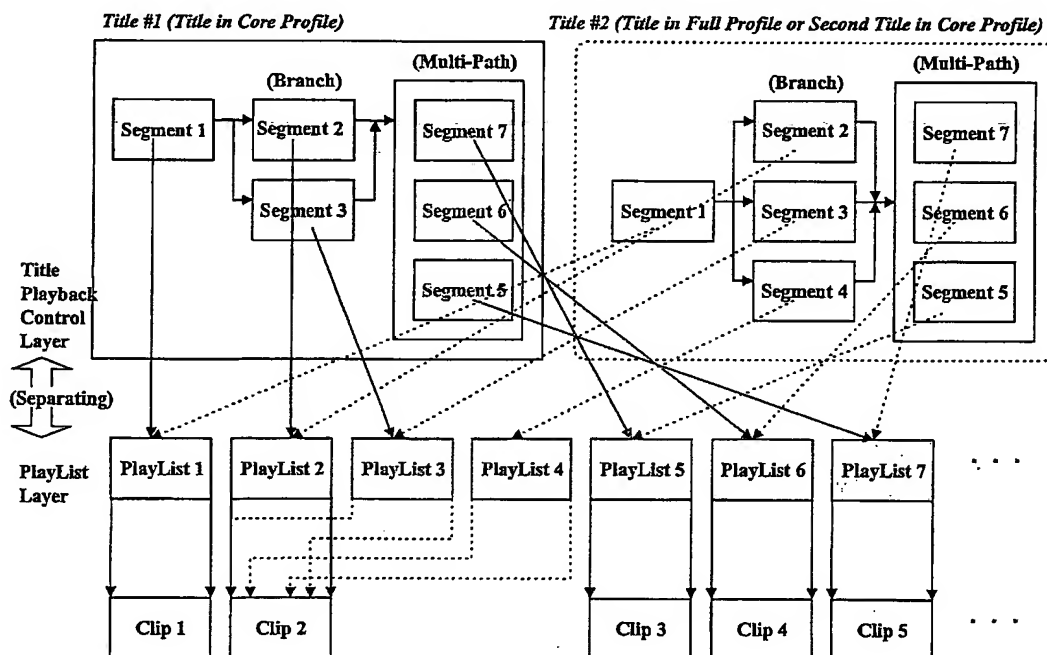 Title #1 (Title in Core Profile)
Title #2 (Title in Full Profile or Second Title in Core Profile)
(Multi-Path)
(Branch)
Segment 1
Segment 2
Segment 7
Segment 3
Segment 6
Segment 5
(Multi-Path)
(Branch)
Segment 2
Segment 7
Segment 1
Segment 3
Segment 6
Segment 4
Segment 5
Title
Playback
Control
Layer
(Separating)
PlayList
Layer
PlayList 1
PlayList 2
PlayList 3
PlayList 4
PlayList 5
PlayList 6
PlayList 7
. . .
Clip 1
Clip 2
Clip 3
Clip 4
Clip 5
. . .